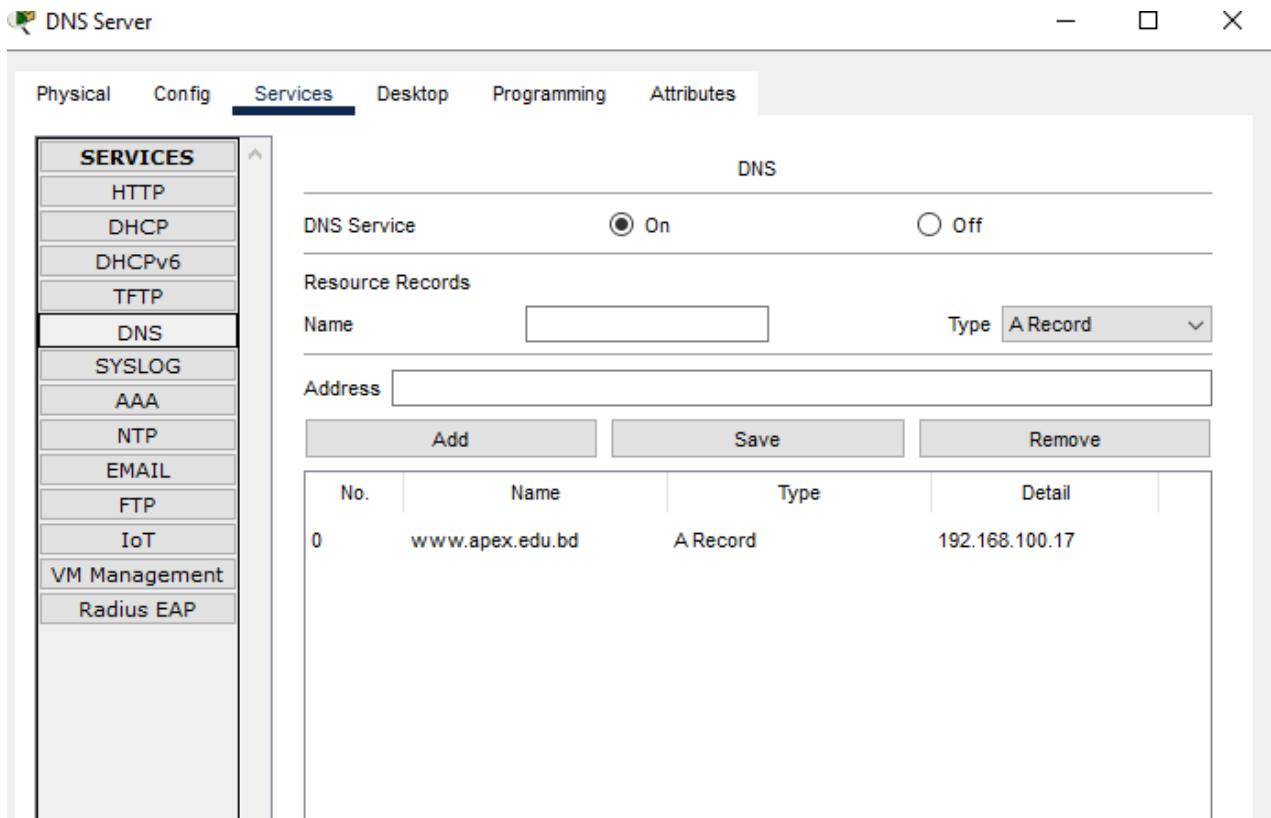 DNS Server
Physical Config Services Desktop Programming Attributes
SERVICES
HTTP
DHCP
DHCPv6
TFTP
DNS
SYSLOG
AAA
NTP
EMAIL
FTP
IoT
VM Management
Radius EAP
DNS
DNS Service On Off
Resource Records
Name Type A Record
Address
Add Save Remove
No. Name Type Detail
0 www.apex.edu.bd A Record 192.168.100.17